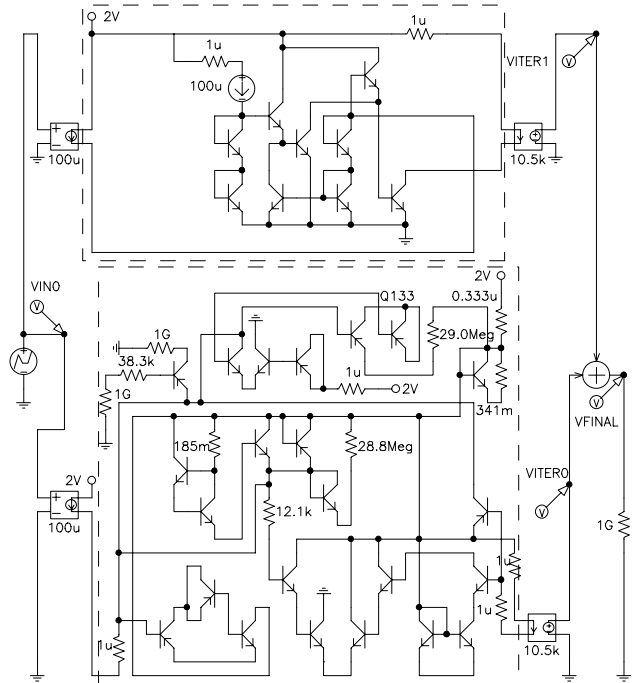 2V
1u
1u
100u
VITER1
100u
10.5k
VIN0
2V
Q133
0.333u
1G
29.0Meg
38.3k
1u
2V
1G
341m
VFINAL
185m
28.8Meg
VITER0
2V
12.1k
100u
1G
1u
1u
1u
10.5k